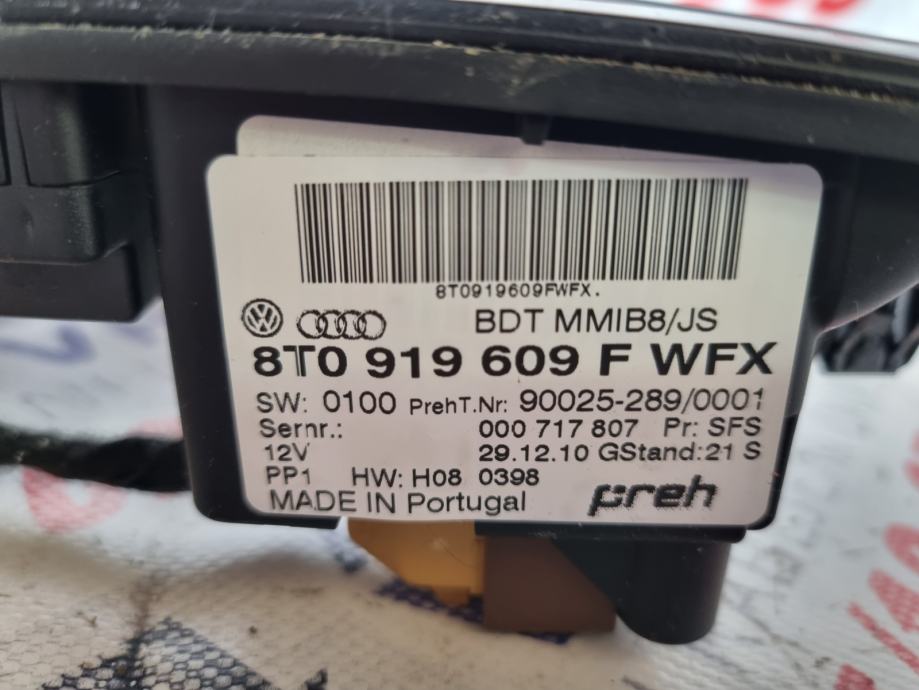 8T0919609FWFX.
BDT MMIB8/JS
8T0 919 609 F WFX
SW: 0100 PrehT.Nr: 90025-289/0001
Sernr.: 000 717 807 Pr: SFS
12V 29.12.10 GStand:21 S
PP1 HW: H08 0398
MADE IN Portugal preh